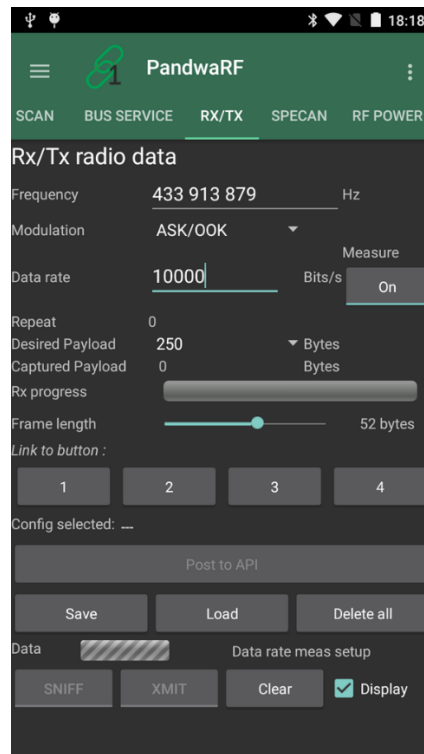 18:18
1
PandwaRF
SCAN BUS SERVICE RX/TX SPECAN RF POWER
Rx/Tx radio data
Frequency 433 913 879 Hz
Modulation ASK/OOK
Measure
Data rate 10000 Bits/s On
Repeat 0
Desired Payload 250 Bytes
Captured Payload 0 Bytes
Rx progress
Frame length 52 bytes
Link to button :
1 2 3 4
Config selected: ---
Post to API
Save Load Delete all
Data Data rate meas setup
SNIFF XMIT Clear Display